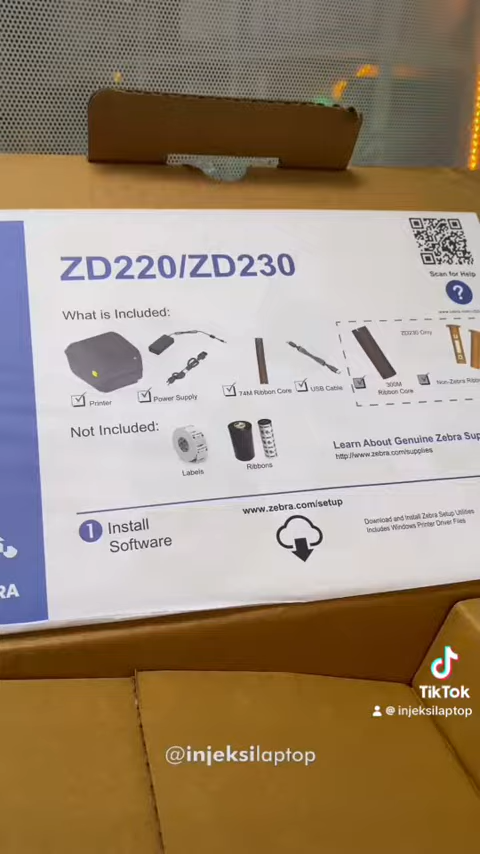 ZD220/ZD230
Scan for Help
?
What is Included:
ZD230 Only
Printer
Power Supply
74M Ribbon Core
USB Cable
300M
Ribbon Core
Non-Zebra Ribbon
Not Included:
Labels
Ribbons
Learn About Genuine Zebra Sup
http://www.zebra.com/supplies
1 Install
Software
www.zebra.com/setup
Download and Install Zebra Setup Utilities
Includes Windows Printer Driver Files
RA
TikTok
@ injeksilaptop
@injeksilaptop